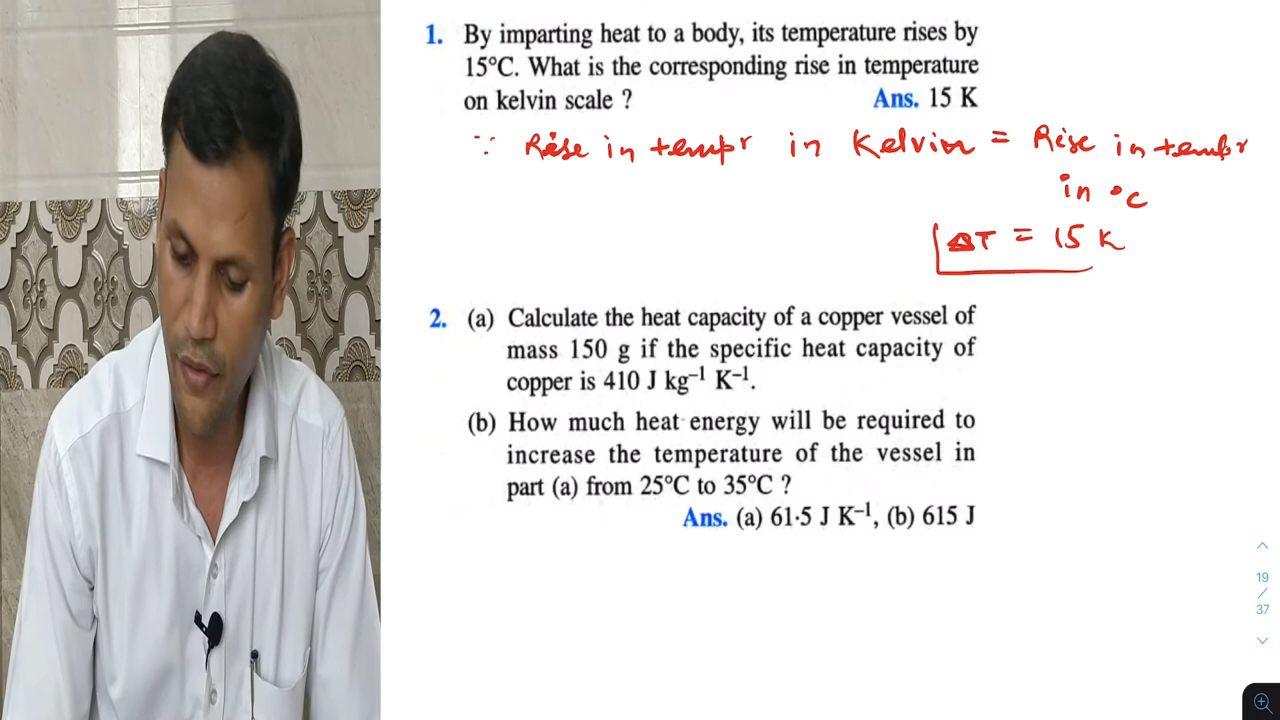 1. By imparting heat to a body, its temperature rises by
15°C. What is the corresponding rise in temperature
on kelvin scale ? Ans. 15 K
∵ Rise in tempr in Kelvin = Rise in tempr
in °C
ΔT = 15 K
2. (a) Calculate the heat capacity of a copper vessel of
mass 150 g if the specific heat capacity of
copper is 410 J kg⁻¹ K⁻¹.
(b) How much heat energy will be required to
increase the temperature of the vessel in
part (a) from 25°C to 35°C ?
Ans. (a) 61·5 J K⁻¹, (b) 615 J
19
/
37